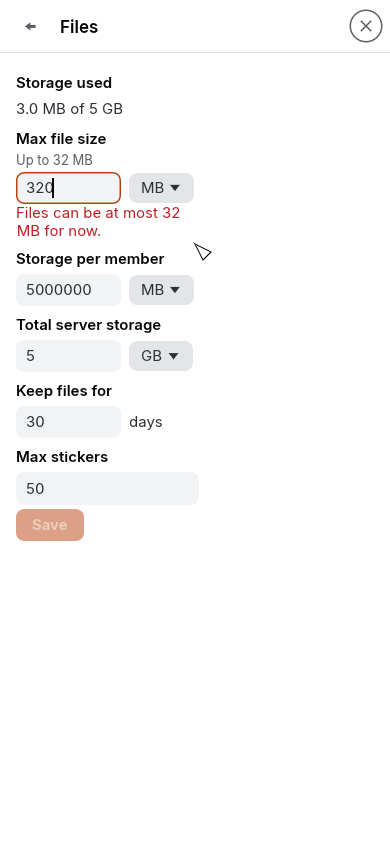 Files
Storage used
3.0 MB of 5 GB
Max file size
Up to 32 MB
320 MB
Files can be at most 32
MB for now.
Storage per member
5000000 MB
Total server storage
5 GB
Keep files for
30 days
Max stickers
50
Save